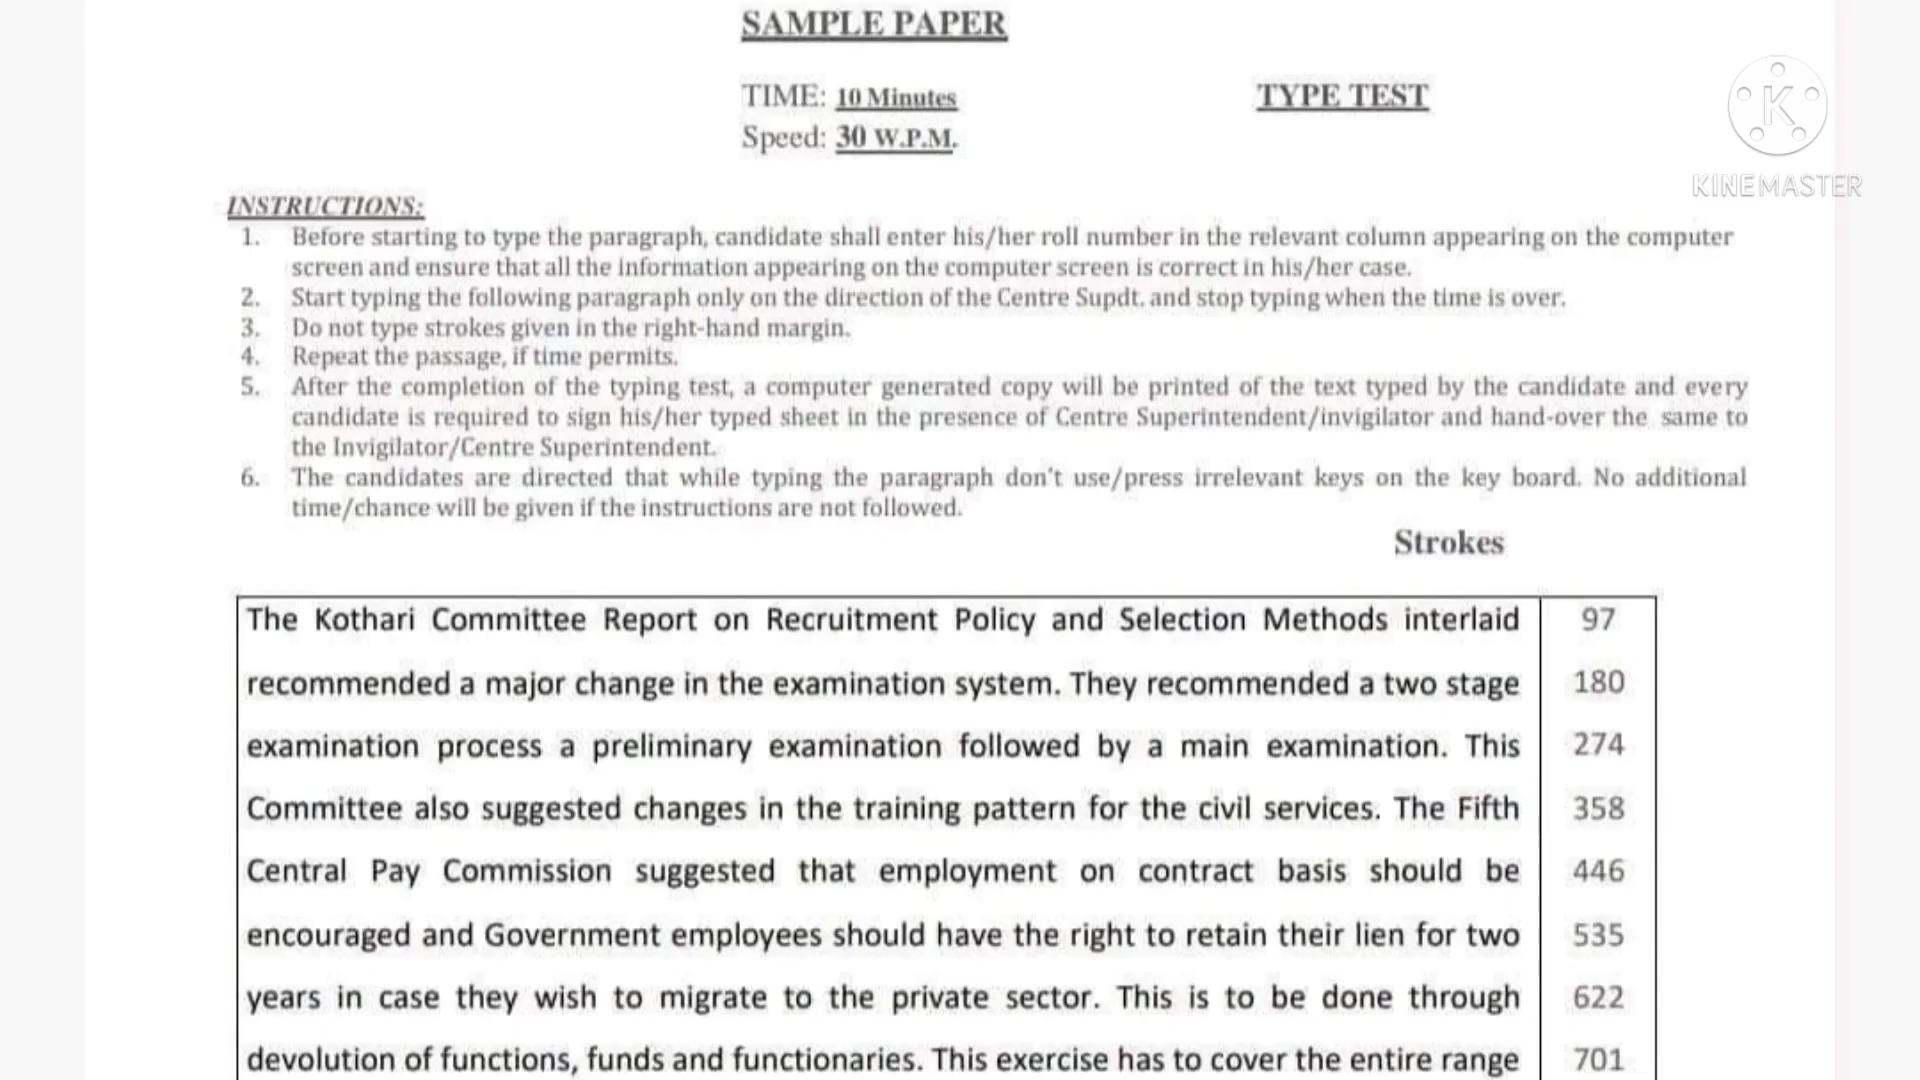 SAMPLE PAPER
TIME: 10 Minutes
TYPE TEST
Speed: 30 W.P.M.
K
KINEMASTER
INSTRUCTIONS:
1. Before starting to type the paragraph, candidate shall enter his/her roll number in the relevant column appearing on the computer
screen and ensure that all the information appearing on the computer screen is correct in his/her case.
2. Start typing the following paragraph only on the direction of the Centre Supdt. and stop typing when the time is over.
3. Do not type strokes given in the right-hand margin.
4. Repeat the passage, if time permits.
5. After the completion of the typing test, a computer generated copy will be printed of the text typed by the candidate and every
candidate is required to sign his/her typed sheet in the presence of Centre Superintendent/invigilator and hand-over the same to
the Invigilator/Centre Superintendent.
6. The candidates are directed that while typing the paragraph don't use/press irrelevant keys on the key board. No additional
time/chance will be given if the instructions are not followed.
Strokes
The Kothari Committee Report on Recruitment Policy and Selection Methods interlaid 97
recommended a major change in the examination system. They recommended a two stage 180
examination process a preliminary examination followed by a main examination. This 274
Committee also suggested changes in the training pattern for the civil services. The Fifth 358
Central Pay Commission suggested that employment on contract basis should be 446
encouraged and Government employees should have the right to retain their lien for two 535
years in case they wish to migrate to the private sector. This is to be done through 622
devolution of functions, funds and functionaries. This exercise has to cover the entire range 701